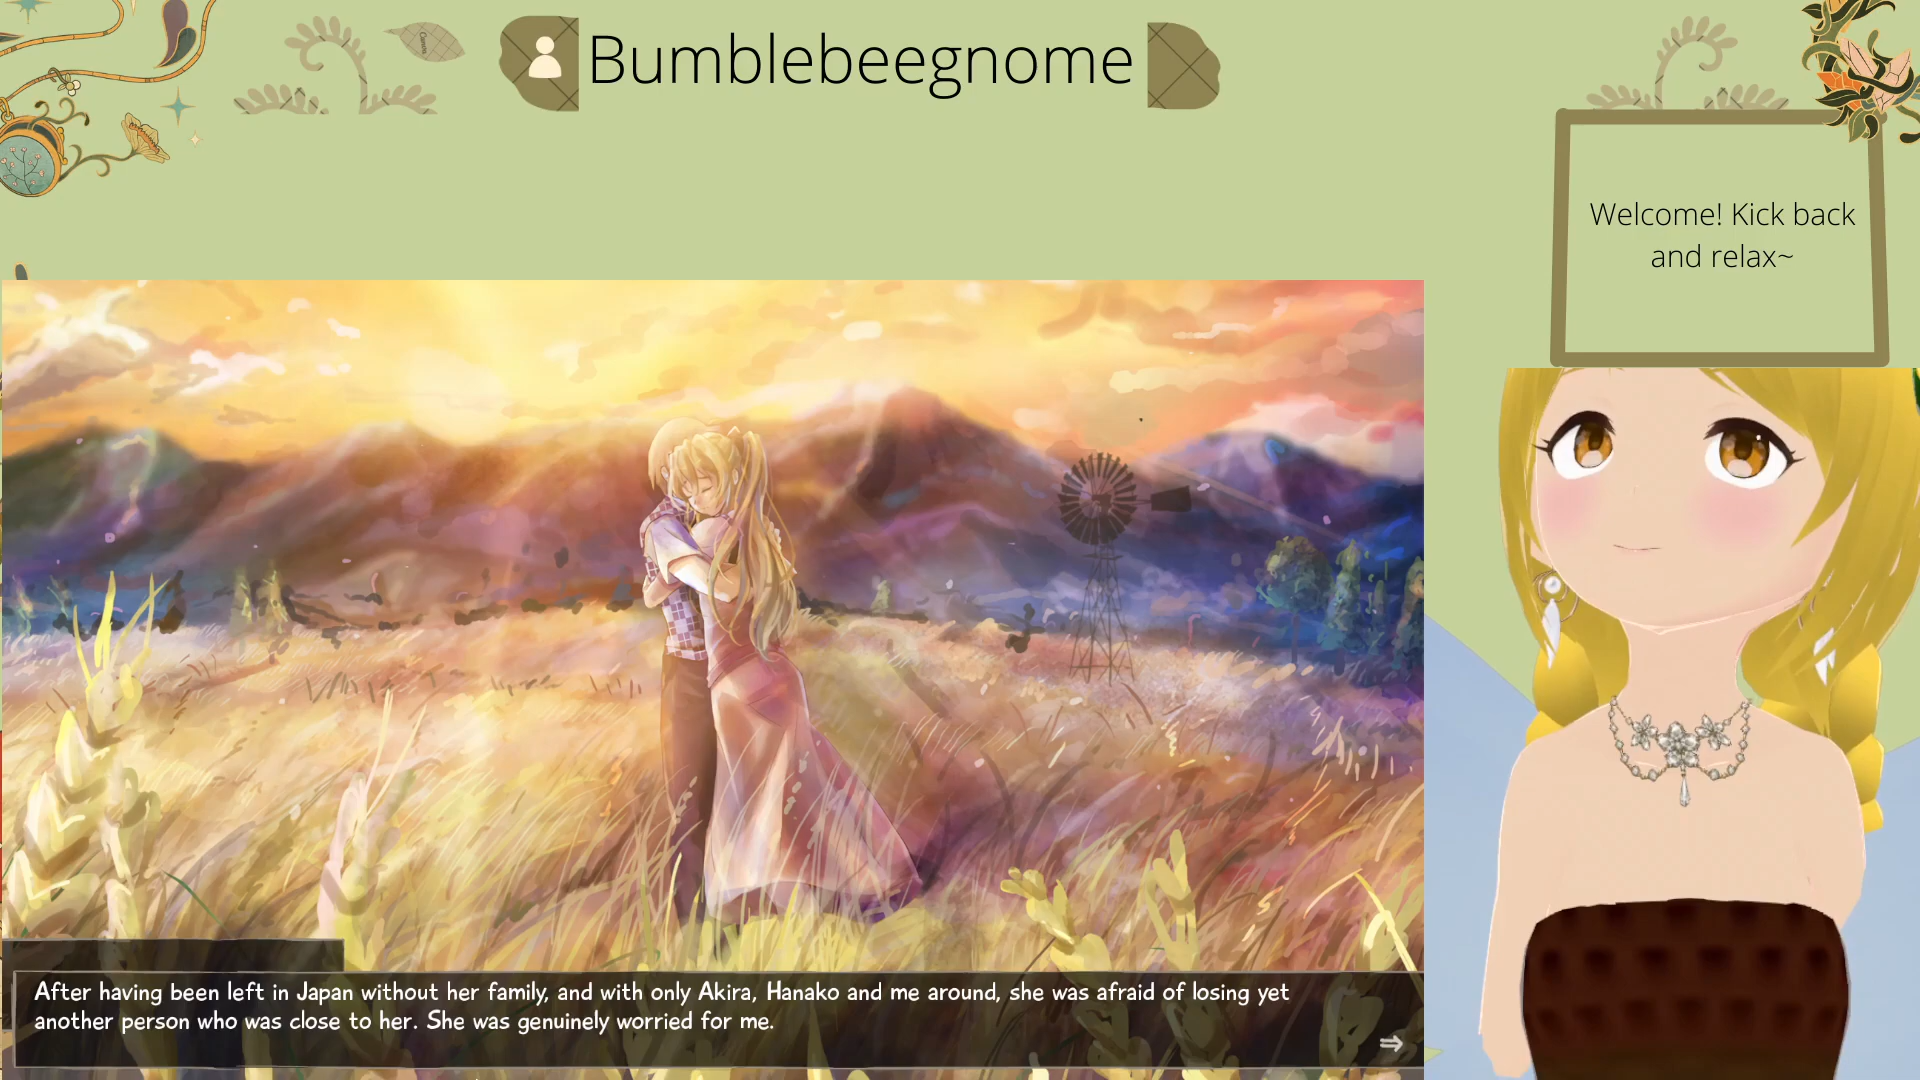 Bumblebeegnome
Canva
Welcome! Kick back
and relax~
After having been left in Japan without her family, and with only Akira, Hanako and me around, she was afraid of losing yet
another person who was close to her. She was genuinely worried for me.